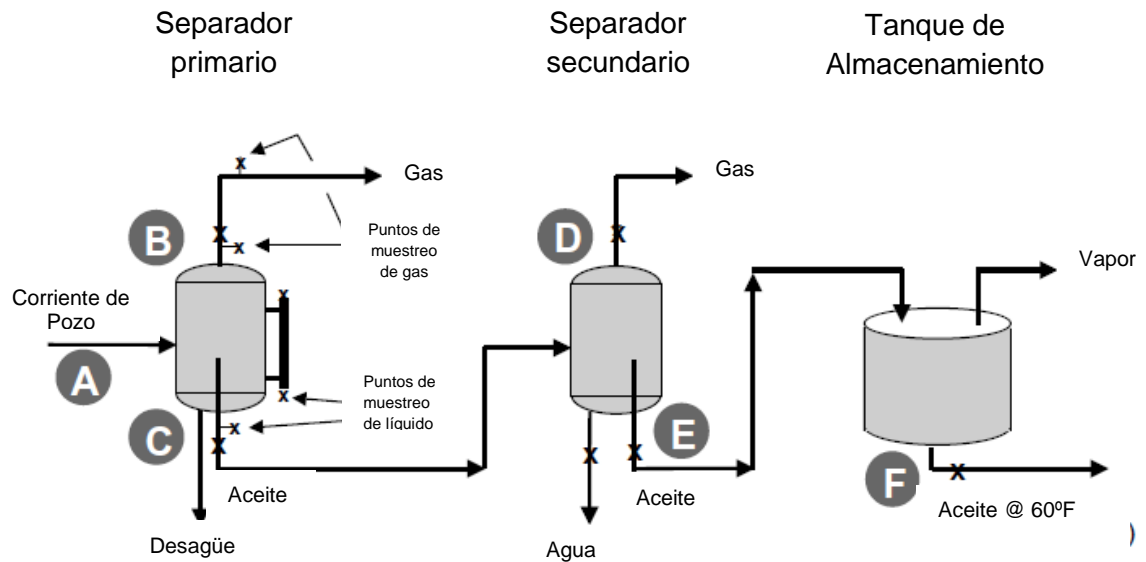 Separador
primario
Separador
secundario
Tanque de
Almacenamiento
x
Gas
Gas
B
X
x
Puntos de
muestreo
de gas
D
x
Vapor
Corriente de
Pozo
x
A
Puntos de
muestreo
de líquido
x
C
x
X
E
X
x
F
x
Aceite
Aceite
Aceite @ 60ºF
Desagüe
Agua
)